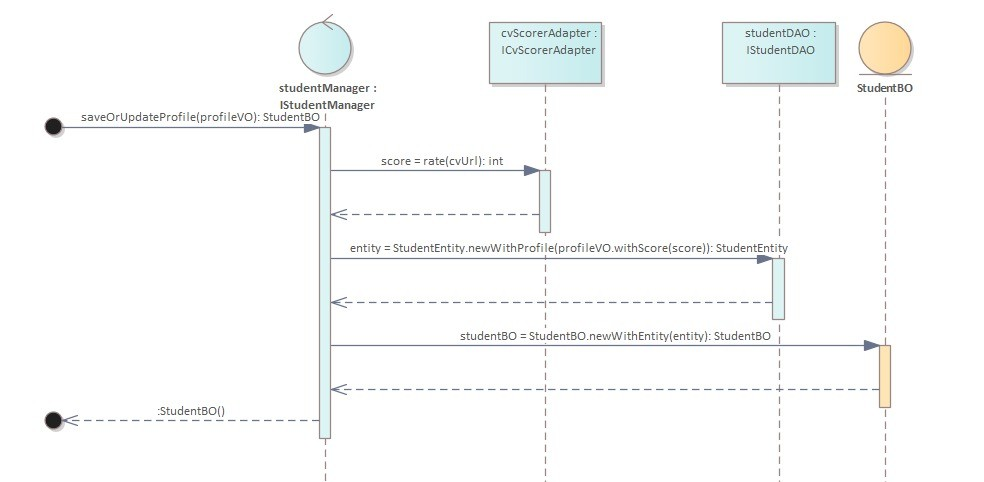 cvScorerAdapter :
ICvScorerAdapter
studentDAO :
IStudentDAO
studentManager :
IStudentManager
StudentBO
saveOrUpdateProfile(profileVO): StudentBO
score = rate(cvUrl): int
entity = StudentEntity.newWithProfile(profileVO.withScore(score)): StudentEntity
studentBO = StudentBO.newWithEntity(entity): StudentBO
:StudentBO()